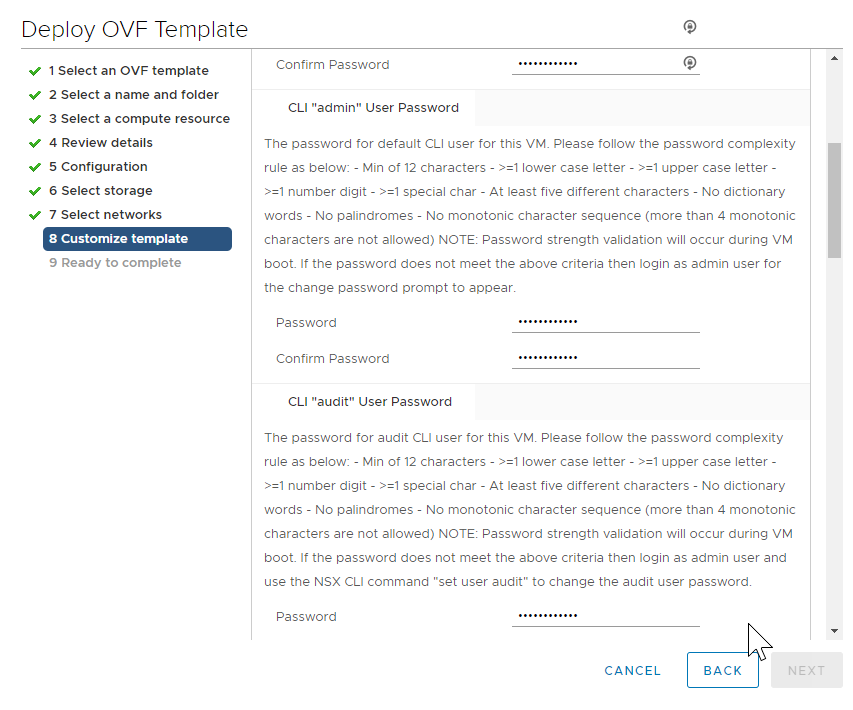 Deploy OVF Template
1 Select an OVF template
2 Select a name and folder
3 Select a compute resource
4 Review details
5 Configuration
6 Select storage
7 Select networks
8 Customize template
9 Ready to complete
Confirm Password ••••••••••••
CLI "admin" User Password
The password for default CLI user for this VM. Please follow the password complexity
rule as below: - Min of 12 characters - >=1 lower case letter - >=1 upper case letter -
>=1 number digit - >=1 special char - At least five different characters - No dictionary
words - No palindromes - No monotonic character sequence (more than 4 monotonic
characters are not allowed) NOTE: Password strength validation will occur during VM
boot. If the password does not meet the above criteria then login as admin user for
the change password prompt to appear.
Password ••••••••••••
Confirm Password ••••••••••••
CLI "audit" User Password
The password for audit CLI user for this VM. Please follow the password complexity
rule as below: - Min of 12 characters - >=1 lower case letter - >=1 upper case letter -
>=1 number digit - >=1 special char - At least five different characters - No dictionary
words - No palindromes - No monotonic character sequence (more than 4 monotonic
characters are not allowed) NOTE: Password strength validation will occur during VM
boot. If the password does not meet the above criteria then login as admin user and
use the NSX CLI command "set user audit" to change the audit user password.
Password ••••••••••••
CANCEL BACK NEXT